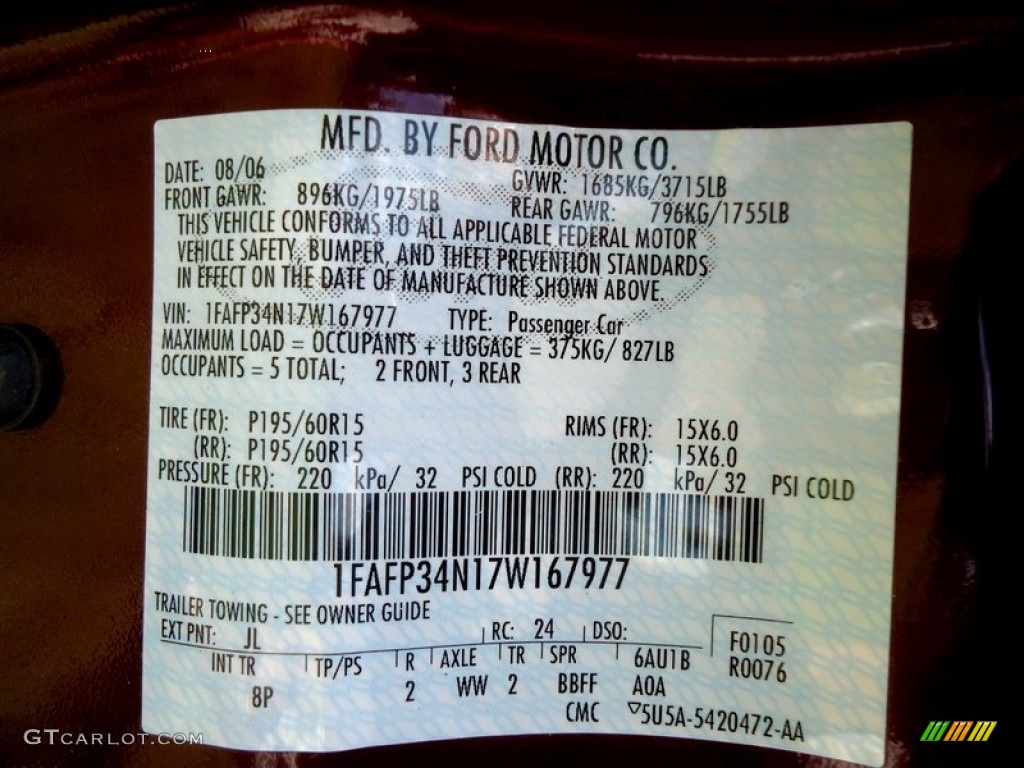 MFD. BY FORD MOTOR CO.
DATE: 08/06 GVWR: 1685KG/3715LB
FRONT GAWR: 896KG/1975LB REAR GAWR: 796KG/1755LB
THIS VEHICLE CONFORMS TO ALL APPLICABLE FEDERAL MOTOR
VEHICLE SAFETY, BUMPER, AND THEFT PREVENTION STANDARDS
IN EFFECT ON THE DATE OF MANUFACTURE SHOWN ABOVE.
VIN: 1FAFP34N17W167977 TYPE: Passenger Car
MAXIMUM LOAD = OCCUPANTS + LUGGAGE = 375KG/ 827LB
OCCUPANTS = 5 TOTAL; 2 FRONT, 3 REAR
TIRE (FR): P195/60R15 RIMS (FR): 15X6.0
(RR): P195/60R15 (RR): 15X6.0
PRESSURE (FR): 220 kPa/ 32 PSI COLD (RR): 220 kPa/ 32 PSI COLD
1FAFP34N17W167977
TRAILER TOWING - SEE OWNER GUIDE
EXT PNT: JL RC: 24 DSO: F0105
INT TR TP/PS R AXLE TR SPR 6AU1B R0076
8P 2 WW 2 BBFF A0A
CMC 5U5A-5420472-AA
GTCARLOT.COM